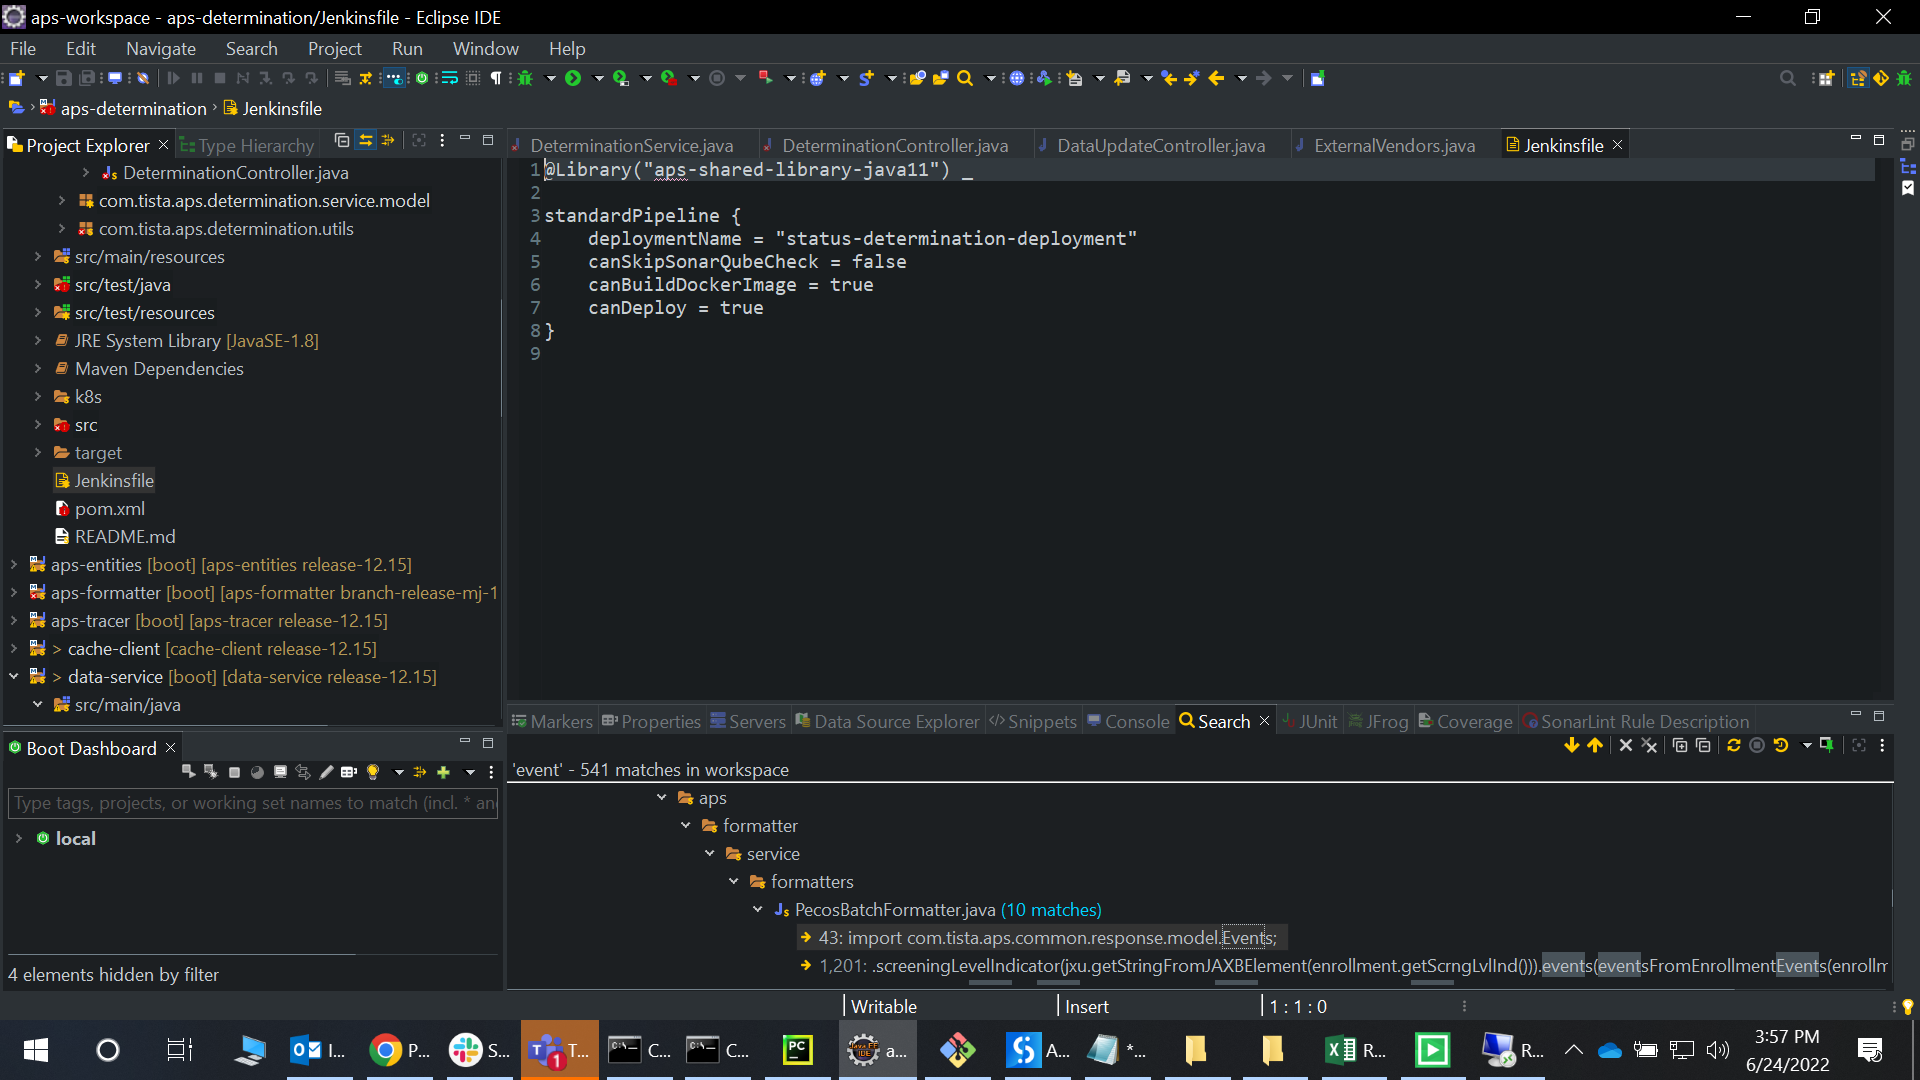 aps-workspace - aps-determination/Jenkinsfile - Eclipse IDE
File Edit Navigate Search Project Run Window Help
aps-determination Jenkinsfile
Project Explorer Type Hierarchy
DeterminationController.java
com.tista.aps.determination.service.model
com.tista.aps.determination.utils
src/main/resources
src/test/java
src/test/resources
JRE System Library [JavaSE-1.8]
Maven Dependencies
k8s
src
target
Jenkinsfile
pom.xml
README.md
aps-entities [boot] [aps-entities release-12.15]
aps-formatter [boot] [aps-formatter branch-release-mj-1
aps-tracer [boot] [aps-tracer release-12.15]
> cache-client [cache-client release-12.15]
> data-service [boot] [data-service release-12.15]
src/main/java
DeterminationService.java DeterminationController.java DataUpdateController.java ExternalVendors.java Jenkinsfile
1 @Library("aps-shared-library-java11") _
2
3 standardPipeline {
4 deploymentName = "status-determination-deployment"
5 canSkipSonarQubeCheck = false
6 canBuildDockerImage = true
7 canDeploy = true
8 }
9
Boot Dashboard
Type tags, projects, or working set names to match (incl. * an
local
4 elements hidden by filter
Markers Properties Servers Data Source Explorer Snippets Console Search JUnit JFrog Coverage SonarLint Rule Description
'event' - 541 matches in workspace
aps
formatter
service
formatters
PecosBatchFormatter.java (10 matches)
43: import com.tista.aps.common.response.model.Events;
1,201: .screeningLevelIndicator(jxu.getStringFromJAXBElement(enrollment.getScrngLvlInd())).events(eventsFromEnrollmentEvents(enrollm
Writable Insert 1 : 1 : 0
I... P... S... T... 1 C... C... PC a... A... *... R... R...
3:57 PM
6/24/2022